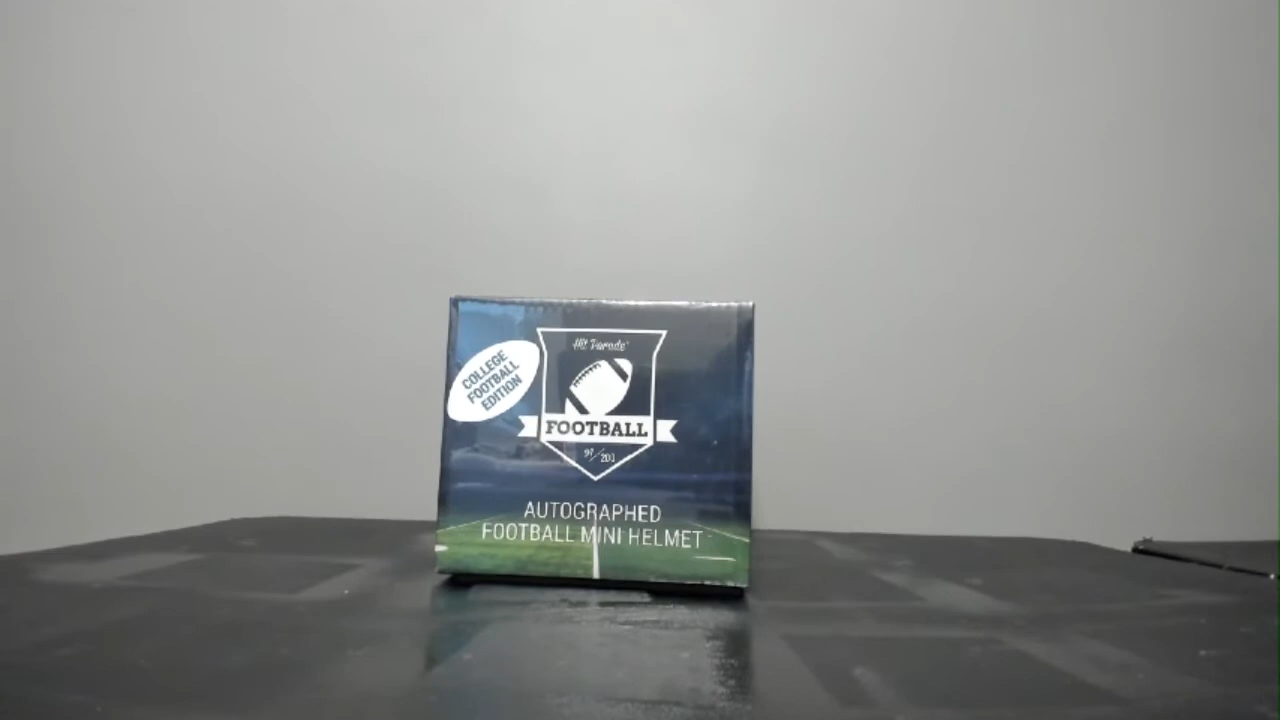 Hit Parade
COLLEGE
FOOTBALL
EDITION
FOOTBALL
AUTOGRAPHED
FOOTBALL MINI HELMET